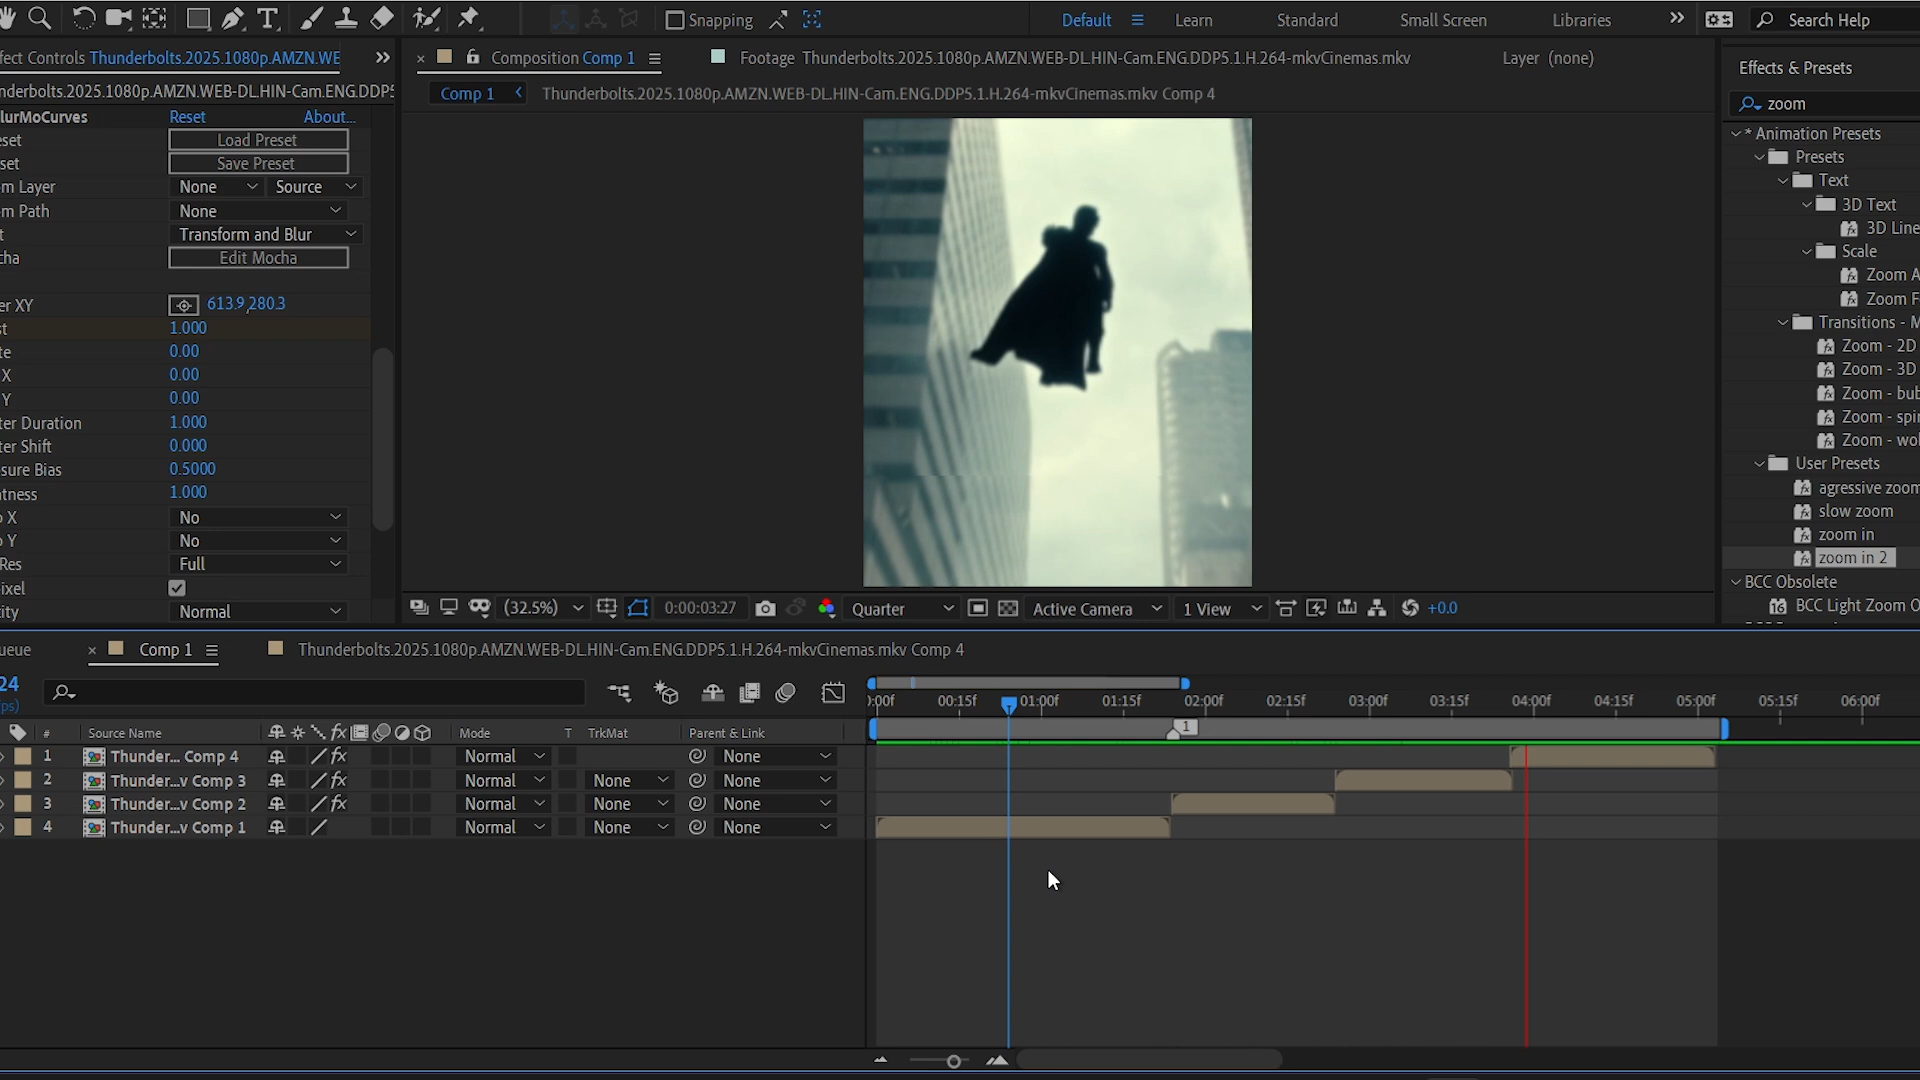 Snapping
Default
Learn
Standard
Small Screen
Libraries
Search Help
fect Controls Thunderbolts.2025.1080p.AMZN.WE
Composition Comp 1
Footage Thunderbolts.2025.1080p.AMZN.WEB-DL.HIN-Cam.ENG.DDP5.1.H.264-mkvCinemas.mkv
Layer (none)
Effects & Presets
nderbolts.2025.1080p.AMZN.WEB-DL.HIN-Cam.ENG.DDP5
Comp 1
Thunderbolts.2025.1080p.AMZN.WEB-DL.HIN-Cam.ENG.DDP5.1.H.264-mkvCinemas.mkv Comp 4
zoom
lurMoCurves Reset About...
eset Load Preset
set Save Preset
m Layer None Source
m Path None
t Transform and Blur
cha Edit Mocha
er XY 613.9,280.3
st 1.000
te 0.00
X 0.00
Y 0.00
ter Duration 1.000
ter Shift 0.000
sure Bias 0.5000
tness 1.000
o X No
o Y No
Res Full
ixel
ity Normal
* Animation Presets
Presets
Text
3D Text
3D Line
Scale
Zoom A
Zoom F
Transitions - M
Zoom - 2D
Zoom - 3D
Zoom - bub
Zoom - spi
Zoom - wo
User Presets
agressive zoom
slow zoom
zoom in
zoom in 2
BCC Obsolete
16 BCC Light Zoom O
(32.5%) 0:00:03:27 Quarter Active Camera 1 View +0.0
ueue
Comp 1
Thunderbolts.2025.1080p.AMZN.WEB-DL.HIN-Cam.ENG.DDP5.1.H.264-mkvCinemas.mkv Comp 4
24
ps)
):00f 00:15f 01:00f 01:15f 02:00f 02:15f 03:00f 03:15f 04:00f 04:15f 05:00f 05:15f 06:00f
1
# Source Name fx Mode T TrkMat Parent & Link
1 Thunder... Comp 4 fx Normal None
2 Thunder...v Comp 3 fx Normal None None
3 Thunder...v Comp 2 fx Normal None None
4 Thunder...v Comp 1 Normal None None